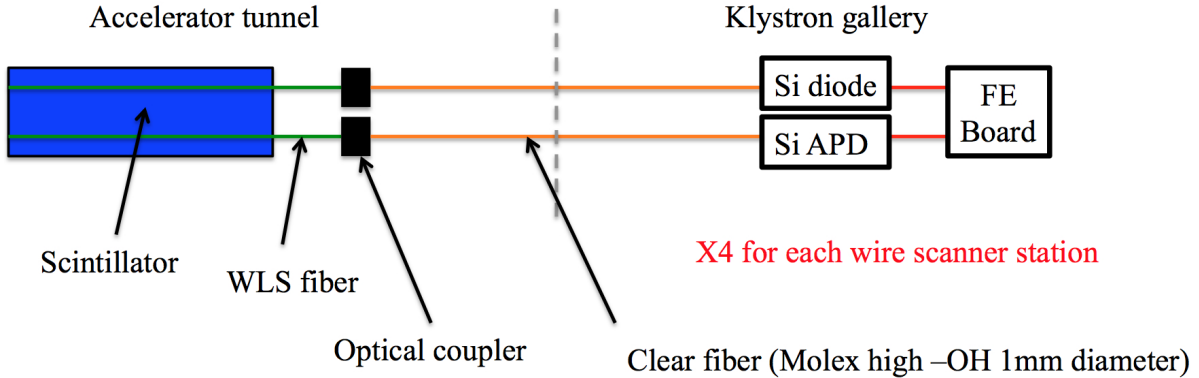 Accelerator tunnel
Klystron gallery
Si diode
FE
Board
Si APD
Scintillator
WLS fiber
X4 for each wire scanner station
Optical coupler
Clear fiber (Molex high –OH 1mm diameter)